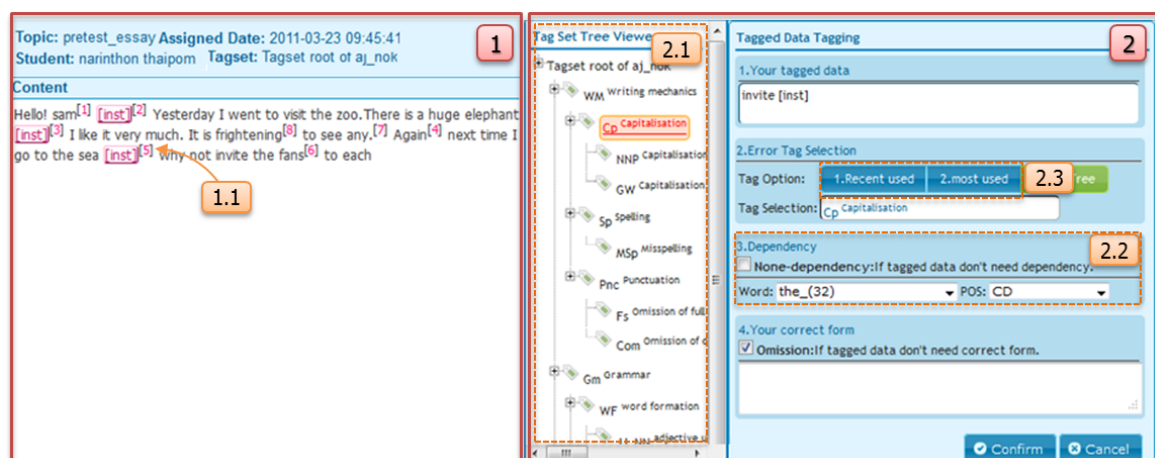 Topic: pretest_essay Assigned Date: 2011-03-23 09:45:41
Student: narinthon thaipom Tagset: Tagset root of aj_nok
1
Content
Hello! sam[1] [inst][2] Yesterday I went to visit the zoo.There is a huge elephant
[inst][3] I like it very much. It is frightening[8] to see any.[7] Again[4] next time I
go to the sea [inst][5] Why not invite the fans[6] to each
1.1
Tag Set Tree Viewer
2.1
Tagset root of aj_nok
WM Writing mechanics
Cp Capitalisation
NNP Capitalisation
GW Capitalisation
Sp Spelling
MSp Misspelling
Pnc Punctuation
Fs Omission of full
Com Omission of
Gm Grammar
WF word formation
adjective
Tagged Data Tagging
2
1.Your tagged data
invite [inst]
2.Error Tag Selection
Tag Option: 1.Recent used 2.most used 2.3
Tag Selection: Cp Capitalisation
3.Dependency
2.2
None-dependency:If tagged data don't need dependency.
Word: the_(32) POS: CD
4.Your correct form
Omission:If tagged data don't need correct form.
Confirm Cancel